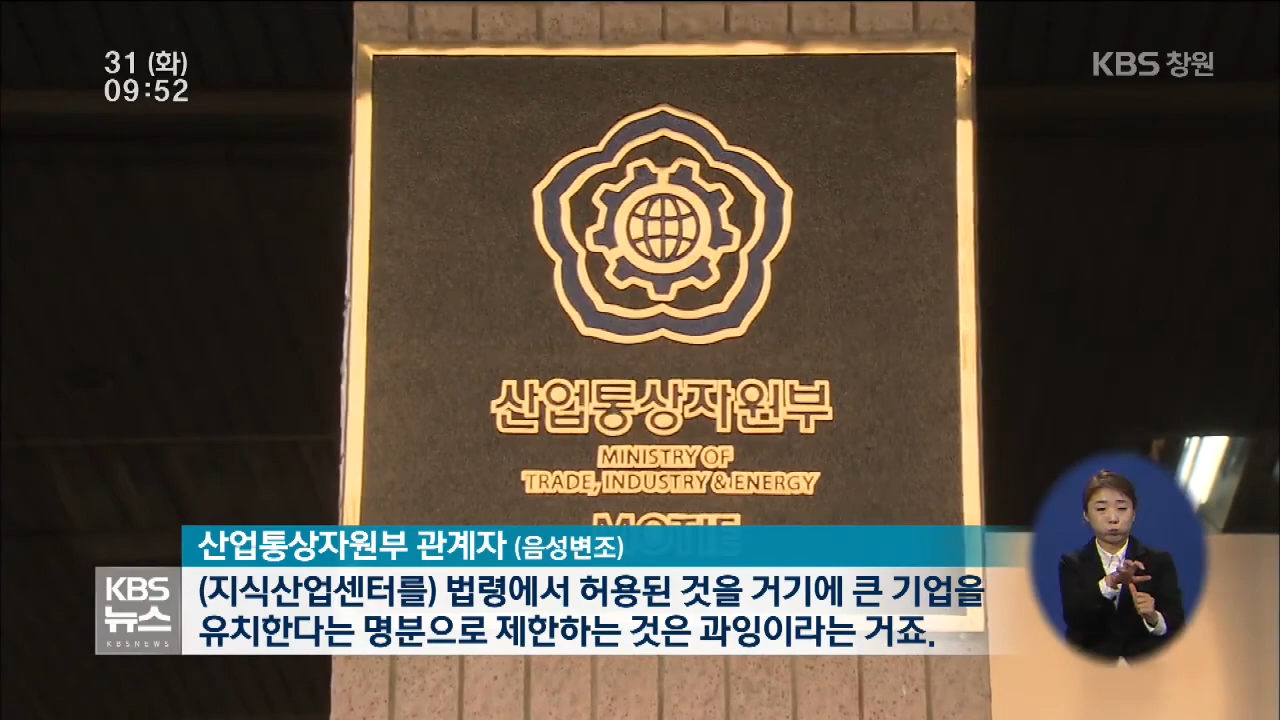 31 (화)
09:52
KBS 창원
산업통상자원부
MINISTRY OF
TRADE, INDUSTRY & ENERGY
MOTIE
산업통상자원부 관계자 (음성변조)
(지식산업센터를) 법령에서 허용된 것을 거기에 큰 기업을
유치한다는 명분으로 제한하는 것은 과잉이라는 거죠.
KBS
뉴스
KBS NEWS